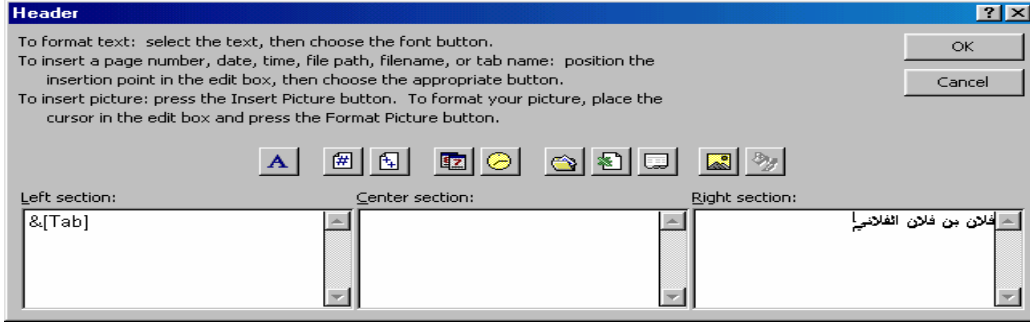 Header
To format text:  select the text, then choose the font button.
To insert a page number, date, time, file path, filename, or tab name:  position the
insertion point in the edit box, then choose the appropriate button.
To insert picture: press the Insert Picture button.  To format your picture, place the
cursor in the edit box and press the Format Picture button.
OK
Cancel
Left section:
Center section:
Right section:
&[Tab]
فلان بن فلان الفلاني